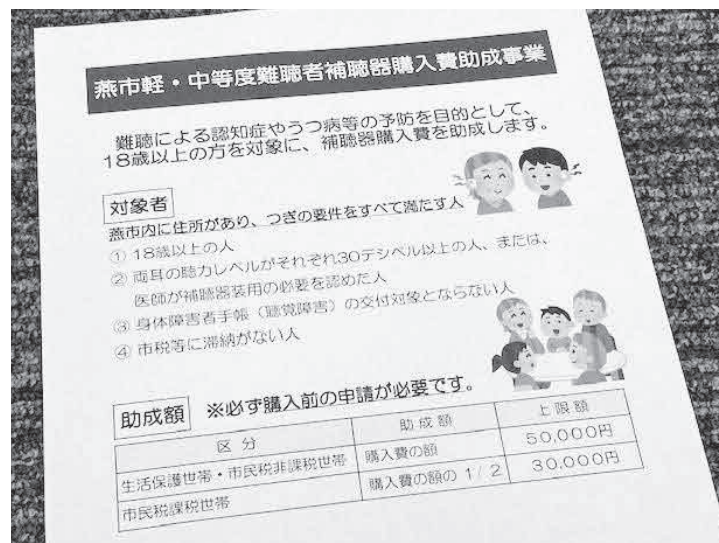 燕市軽・中等度難聴者補聴器購入費助成事業
難聴による認知症やうつ病等の予防を目的として、
18歳以上の方を対象に、補聴器購入費を助成します。
対象者
燕市内に住所があり、つぎの要件をすべて満たす人
① 18歳以上の人
② 両耳の聴力レベルがそれぞれ30デシベル以上の人、または、
医師が補聴器装用の必要を認めた人
③ 身体障害者手帳（聴覚障害）の交付対象とならない人
④ 市税等に滞納がない人
助成額 ※必ず購入前の申請が必要です。
区分 助成額 上限額
生活保護世帯・市民税非課税世帯 購入費の額 50,000円
市民税課税世帯 購入費の額の 1/2 30,000円